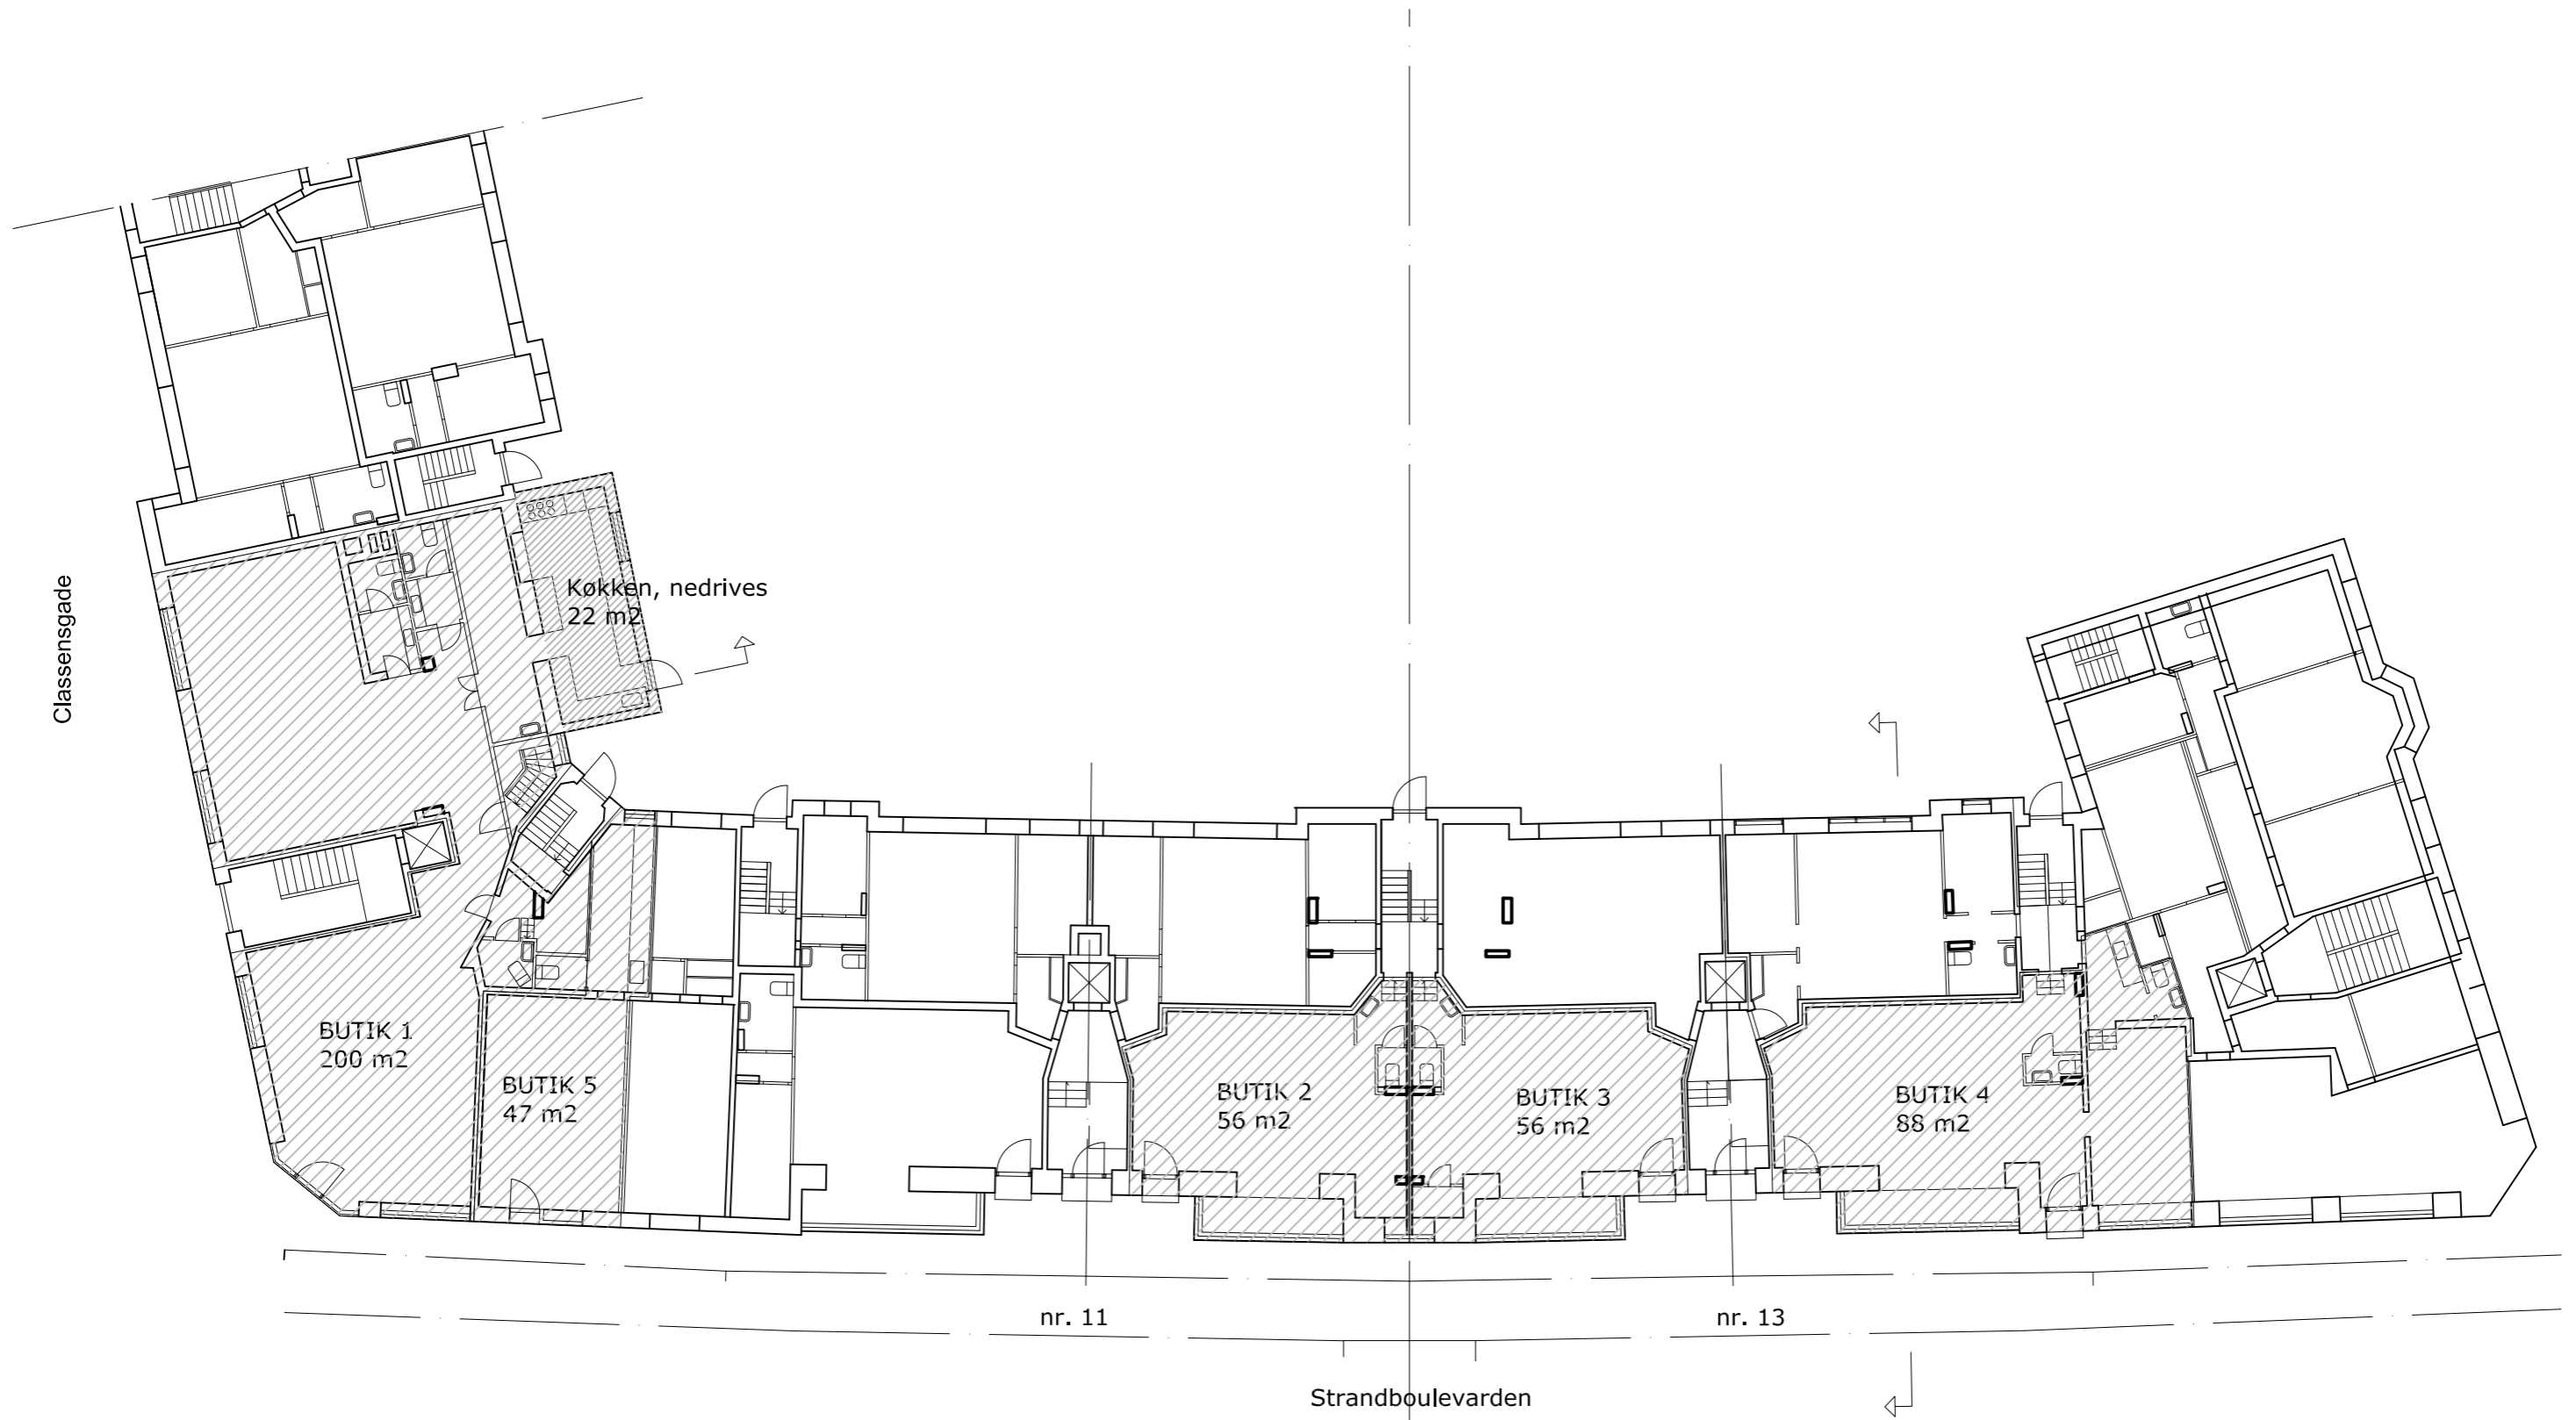 Køkken, nedrives
22 m2
Classensgade
BUTIK 1
200 m2
BUTIK 5
47 m2
BUTIK 2
56 m2
BUTIK 3
56 m2
BUTIK 4
88 m2
nr. 11
nr. 13
Strandboulevarden